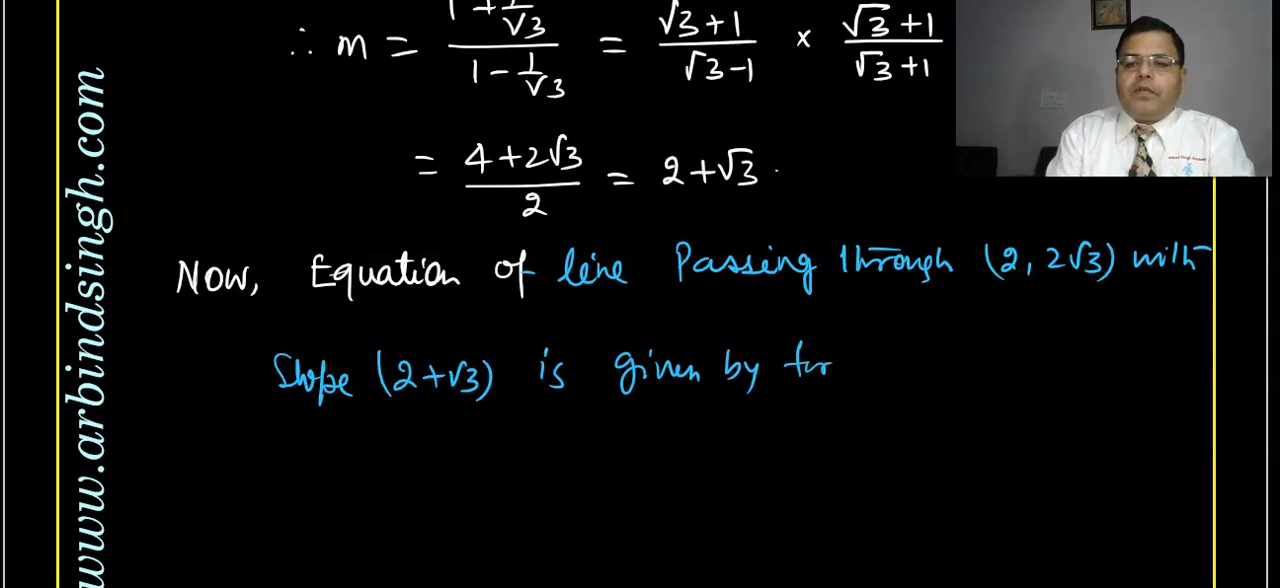 ∴ m = (1 + 1/√3)/(1 - 1/√3) = (√3+1)/(√3-1) × (√3+1)/(√3+1)
= (4+2√3)/2 = 2+√3 .
Now, Equation of line Passing through (2, 2√3) with
Slope (2+√3) is given by
www.arbindsingh.com